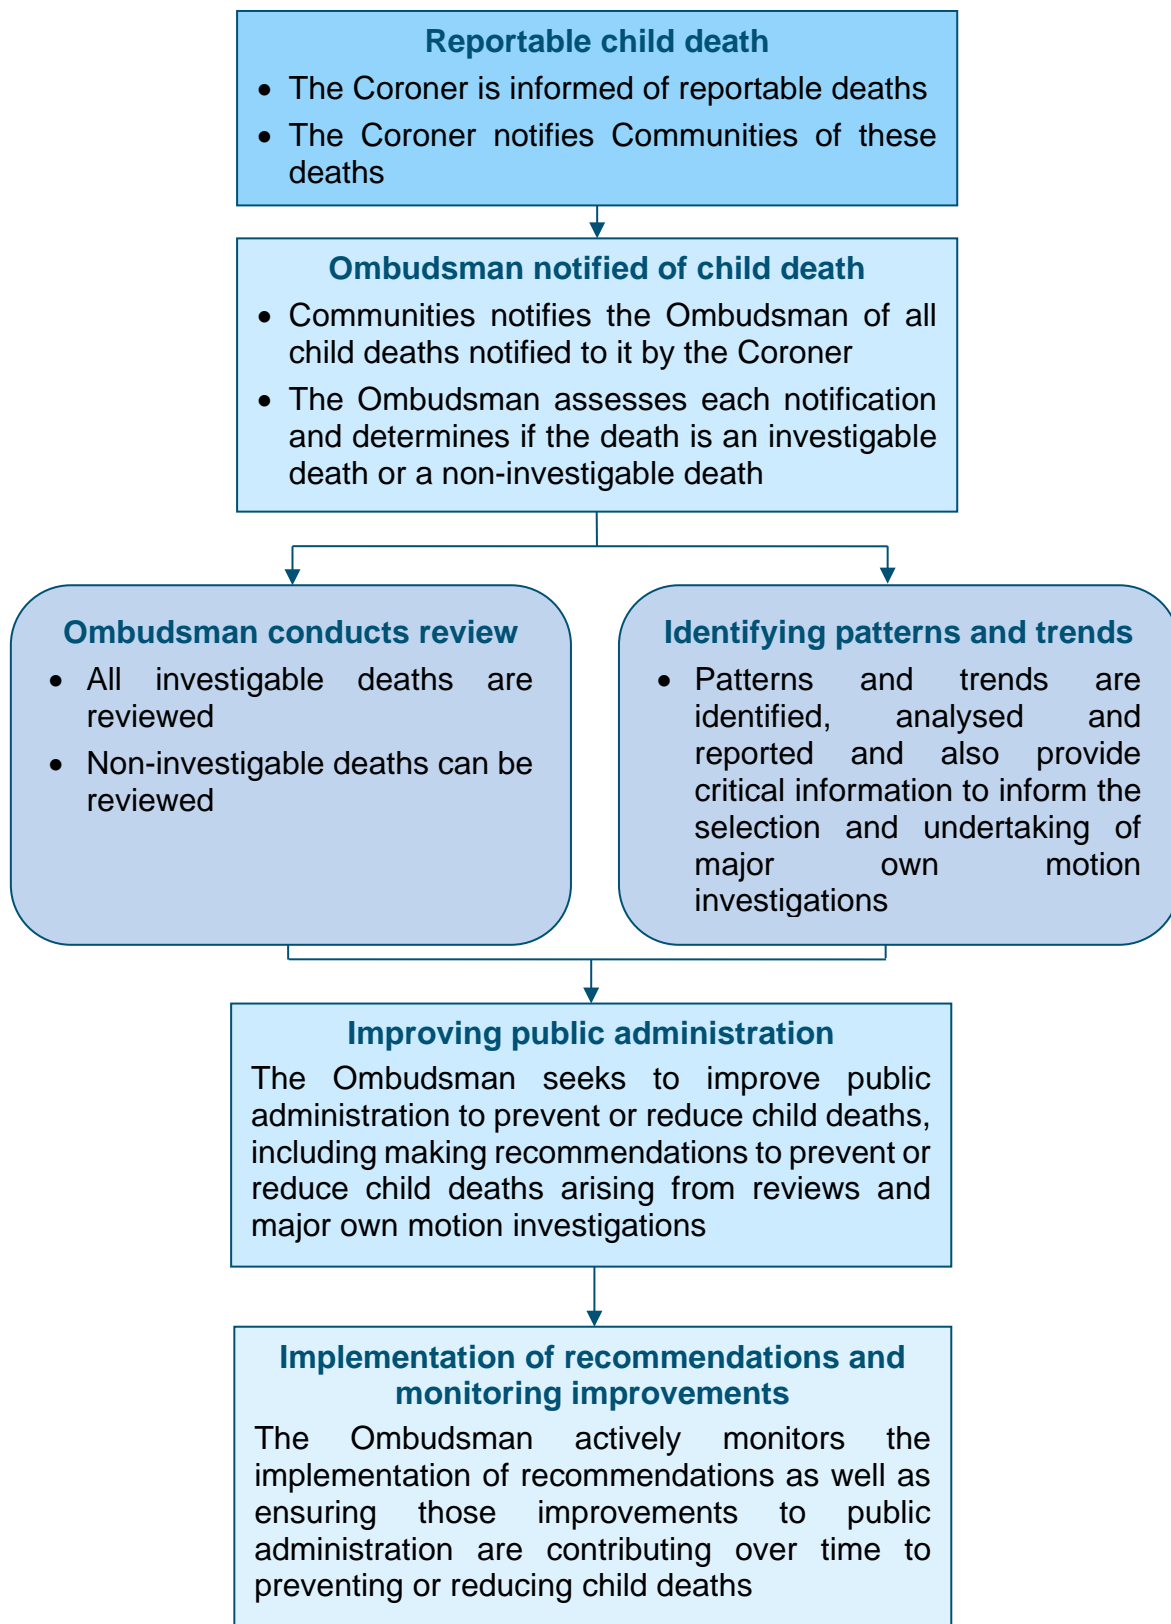 Reportable child death
• The Coroner is informed of reportable deaths
• The Coroner notifies Communities of these
deaths
Ombudsman notified of child death
• Communities notifies the Ombudsman of all
child deaths notified to it by the Coroner
• The Ombudsman assesses each notification
and determines if the death is an investigable
death or a non-investigable death
Ombudsman conducts review
• All investigable deaths are
reviewed
• Non-investigable deaths can be
reviewed
Identifying patterns and trends
• Patterns and trends are
identified, analysed and
reported and also provide
critical information to inform the
selection and undertaking of
major own motion
investigations
Improving public administration
The Ombudsman seeks to improve public
administration to prevent or reduce child deaths,
including making recommendations to prevent or
reduce child deaths arising from reviews and
major own motion investigations
Implementation of recommendations and
monitoring improvements
The Ombudsman actively monitors the
implementation of recommendations as well as
ensuring those improvements to public
administration are contributing over time to
preventing or reducing child deaths